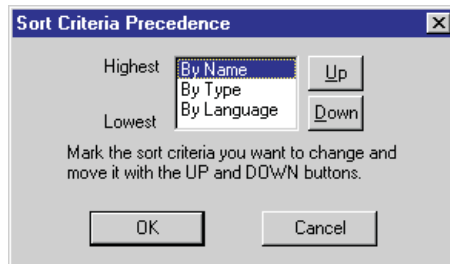 Sort Criteria Precedence
Highest
By Name
Up
By Type
By Language
Down
Lowest
Mark the sort criteria you want to change and
move it with the UP and DOWN buttons.
OK
Cancel